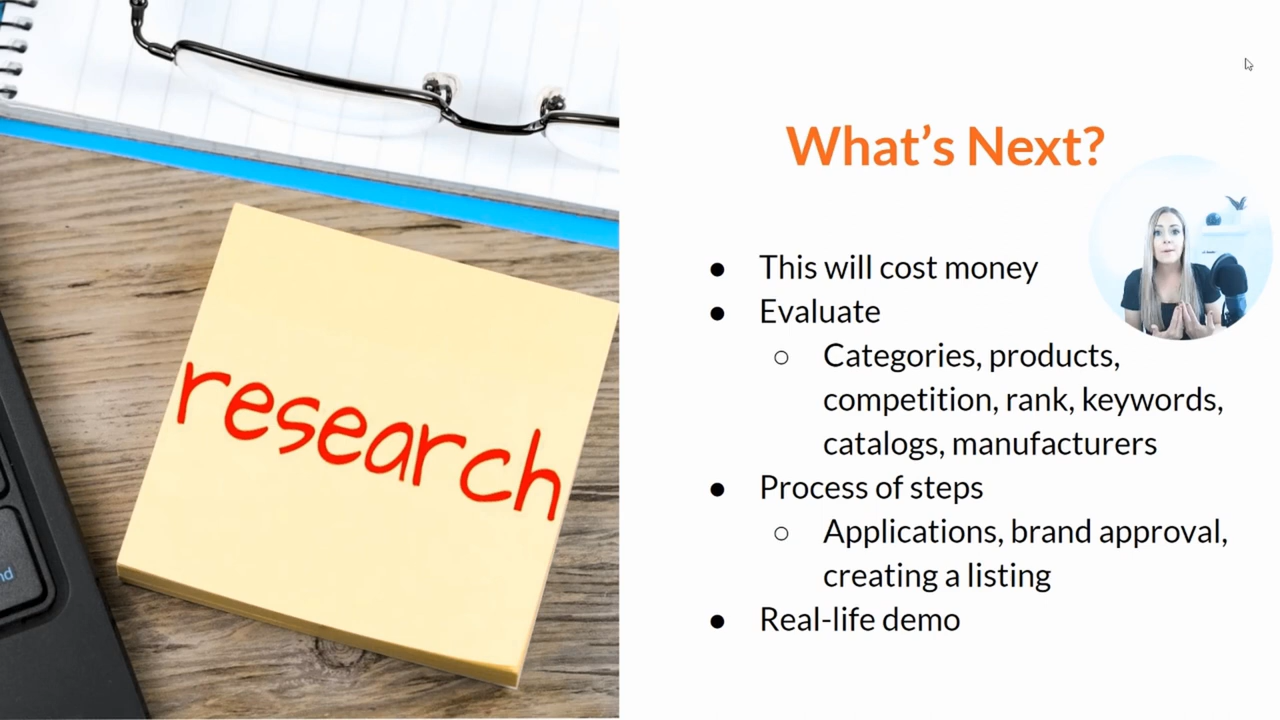 research
What's Next?
● This will cost money
● Evaluate
○ Categories, products,
competition, rank, keywords,
catalogs, manufacturers
● Process of steps
○ Applications, brand approval,
creating a listing
● Real-life demo